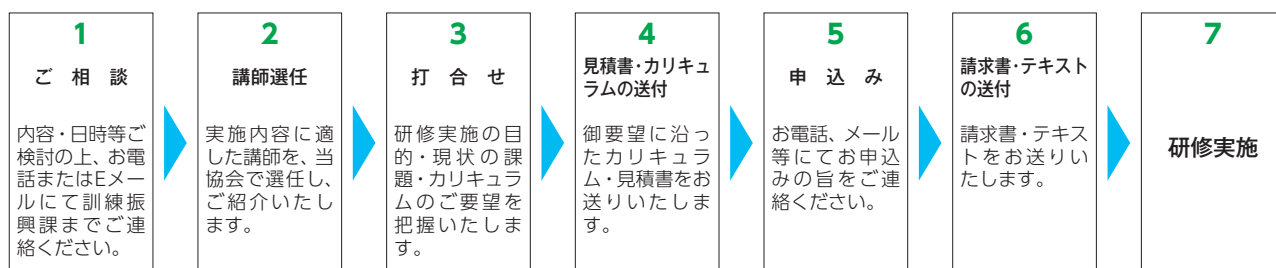 1
ご相談
内容・日時等ご
検討の上、お電
話またはEメー
ルにて訓練振
興課までご連
絡ください。
2
講師選任
実施内容に適
した講師を、当
協会で選任し、
ご紹介いたし
ます。
3
打合せ
研修実施の目
的・現状の課
題・カリキュラ
ムのご要望を
把握いたしま
す。
4
見積書・カリキュ
ラムの送付
御要望に沿っ
たカリキュラ
ム・見積書をお
送りいたしま
す。
5
申込み
お電話、メール
等にてお申込
みの旨をご連
絡ください。
6
請求書・テキスト
の送付
請求書・テキス
トをお送りい
たします。
7
研修実施